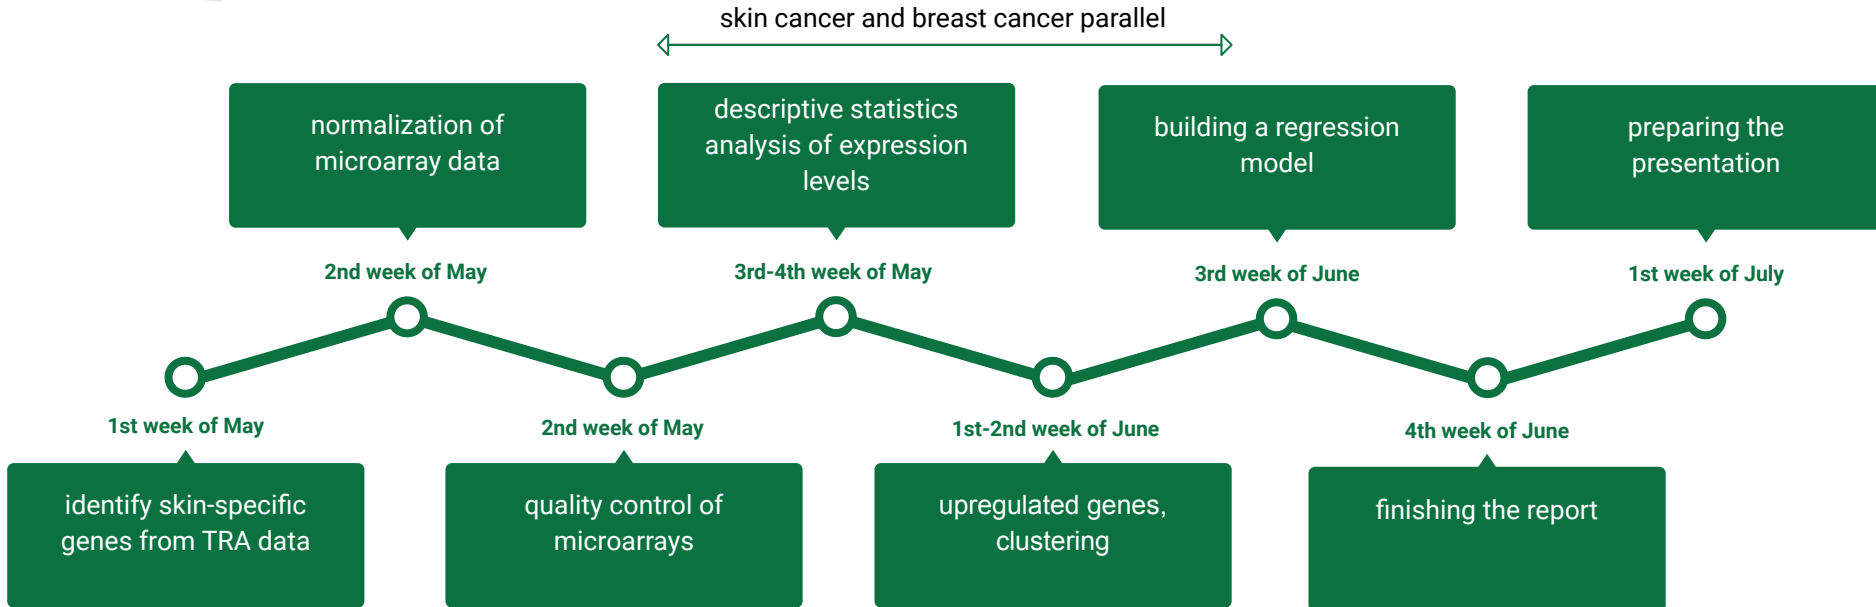 skin cancer and breast cancer parallel
normalization of
microarray data
descriptive statistics
analysis of expression
levels
building a regression
model
preparing the
presentation
2nd week of May
3rd-4th week of May
3rd week of June
1st week of July
1st week of May
2nd week of May
1st-2nd week of June
4th week of June
identify skin-specific
genes from TRA data
quality control of
microarrays
upregulated genes,
clustering
finishing the report